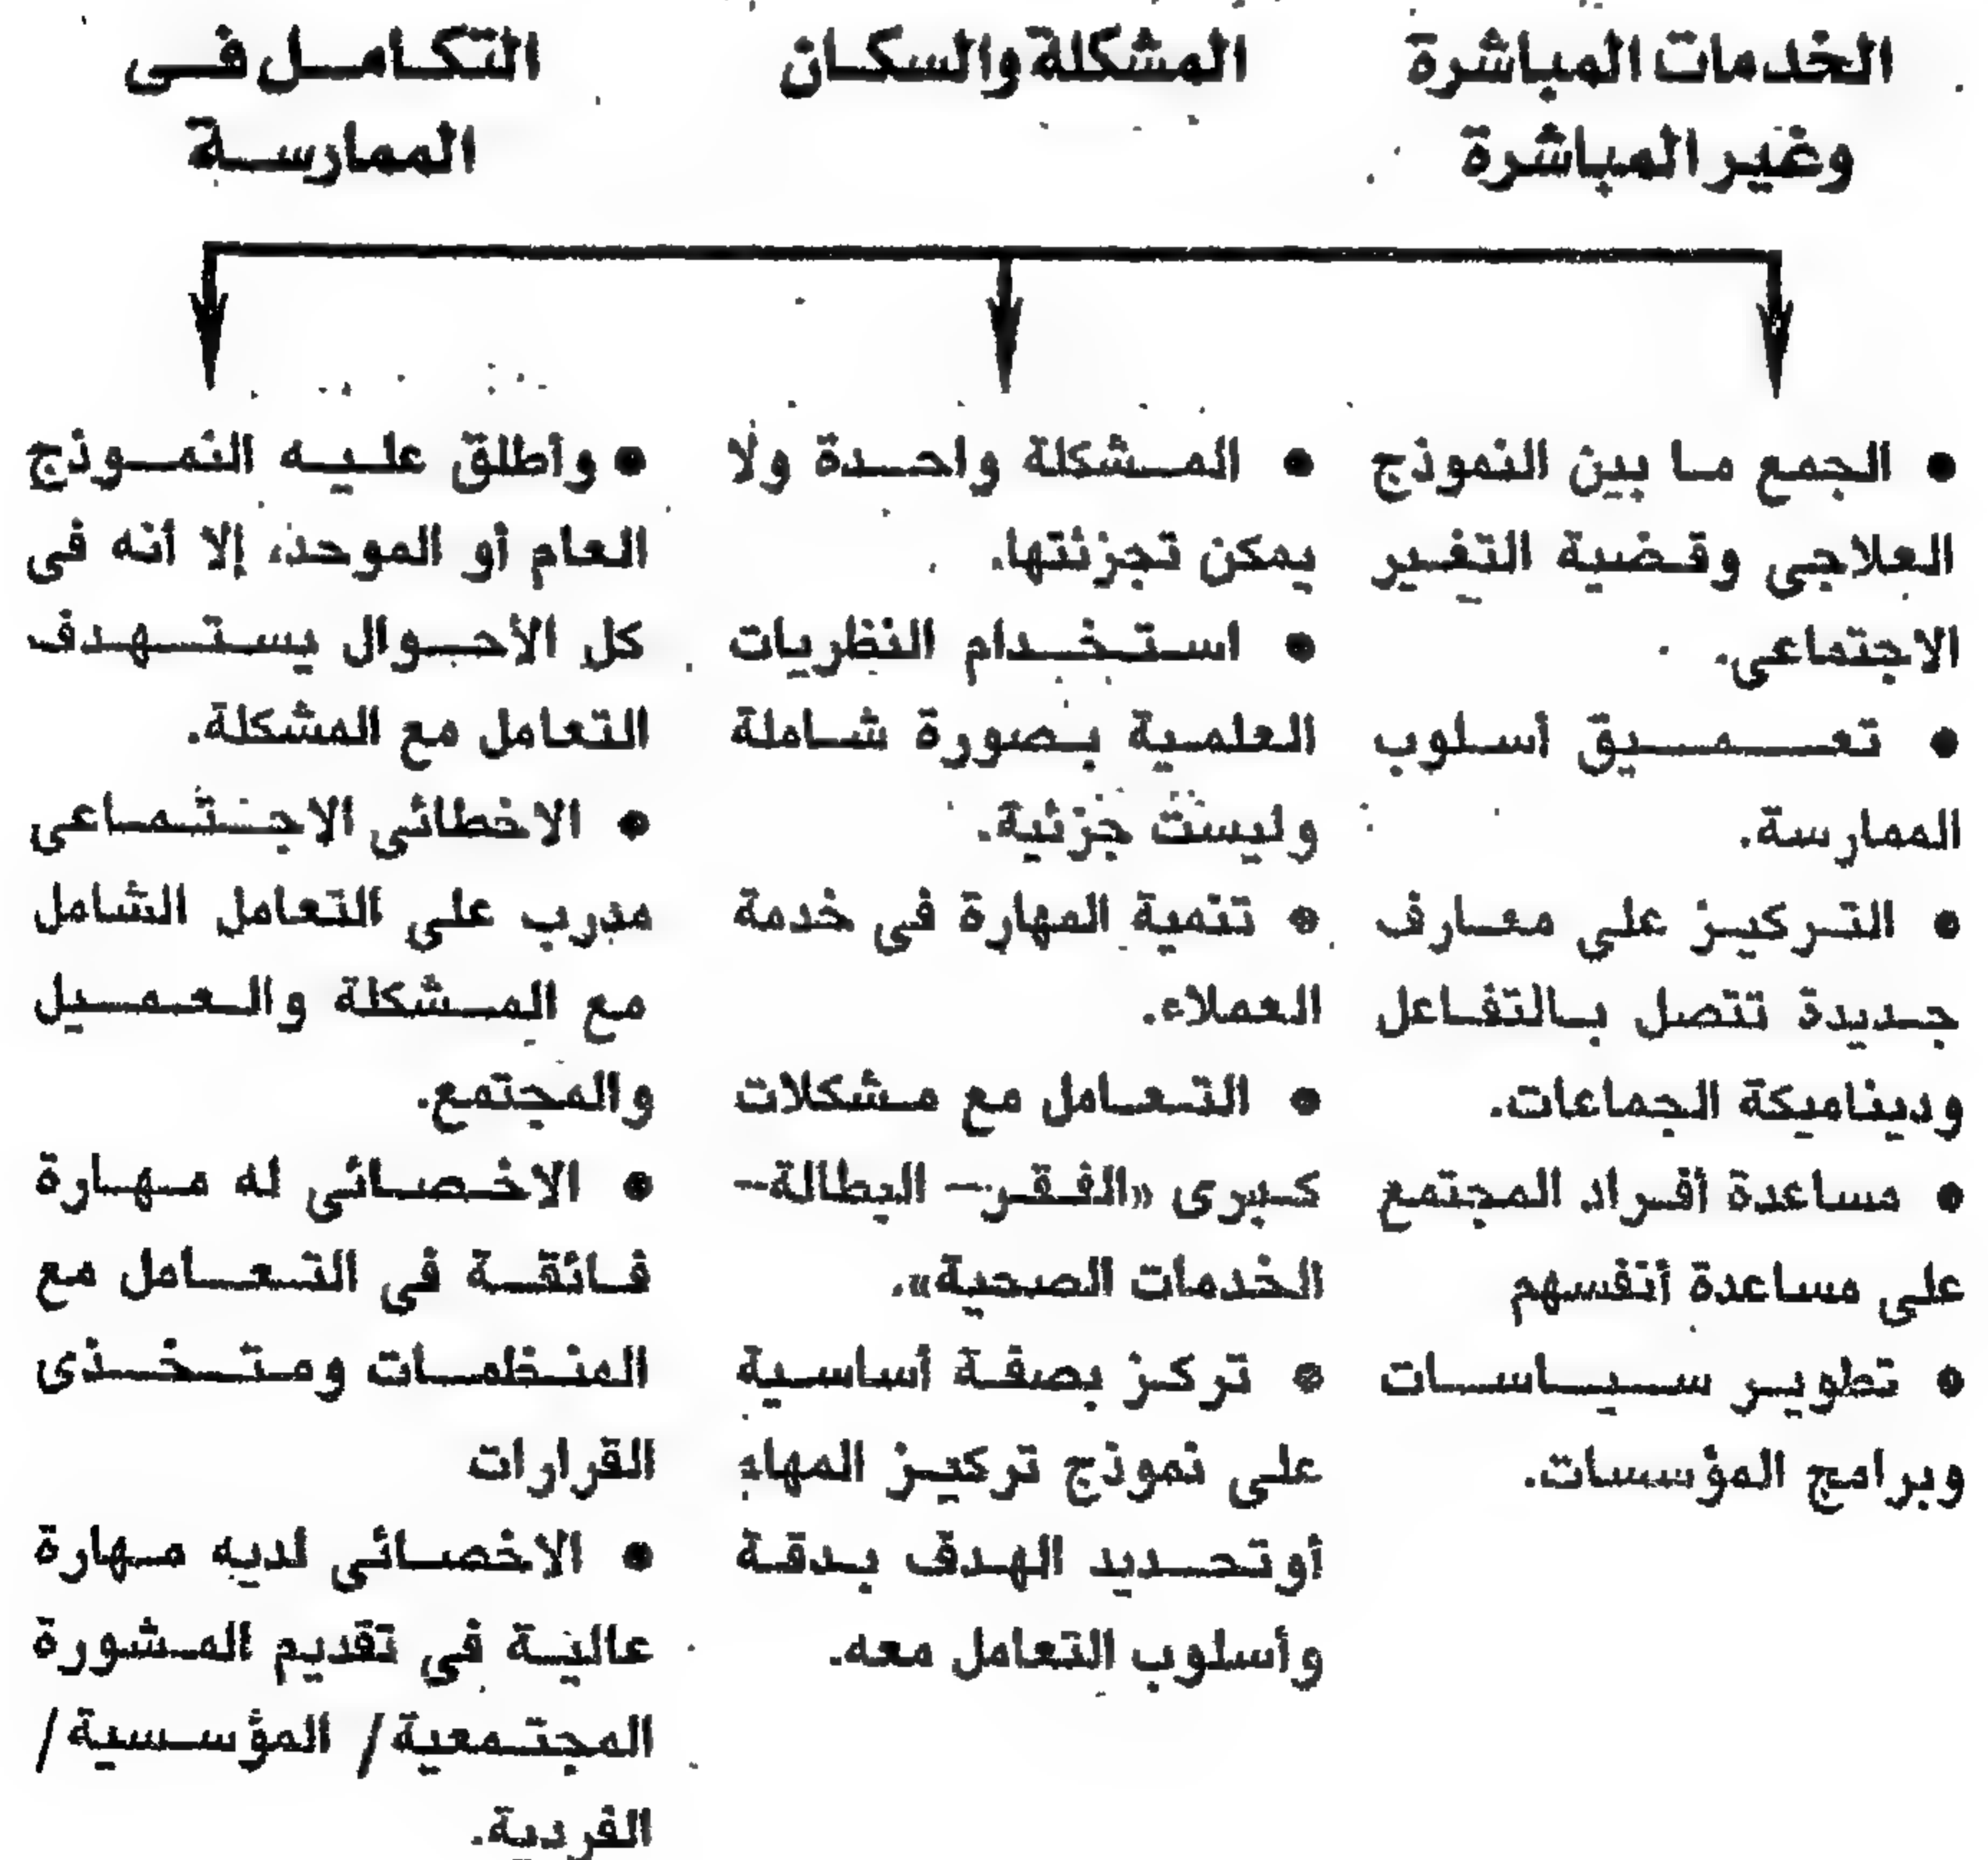 الخدمات المباشرة
وغير المباشرة
المشكلة والسكان
التكامل فى
الممارسة
• الجمع ما بين النموذج
العلاجى وقضية التغير
الاجتماعى.
• تعميق أسلوب
الممارسة.
• التركيز على معارف
جديدة تتصل بالتفاعل
وديناميكة الجماعات.
• مساعدة أفراد المجتمع
على مساعدة أنفسهم
• تطوير سياسات
وبرامج المؤسسات.
• المشكلة واحدة ولا
يمكن تجزئتها.
• استخدام النظريات
العلمية بصورة شاملة
وليست جزئية.
• تنمية المهارة فى خدمة
العملاء.
• التعامل مع مشكلات
كبرى «الفقر – البطالة –
الخدمات الصحية».
• تركز بصفة أساسية
على نموذج تركيز المهام
أو تحديد الهدف بدقة
وأسلوب التعامل معه.
• وأطلق عليه النموذج
العام أو الموحد، إلا أنه فى
كل الأحوال يستهدف
التعامل مع المشكلة.
• الاخطائى الاجتماعى
مدرب على التعامل الشامل
مع المشكلة والعميل
والمجتمع.
• الاخصائى له مهارة
فائقة فى التعامل مع
المنظمات ومتخذى
القرارات
• الاخصائى لديه مهارة
عالية فى تقديم المشورة
المجتمعية/ المؤسسية/
الفردية.